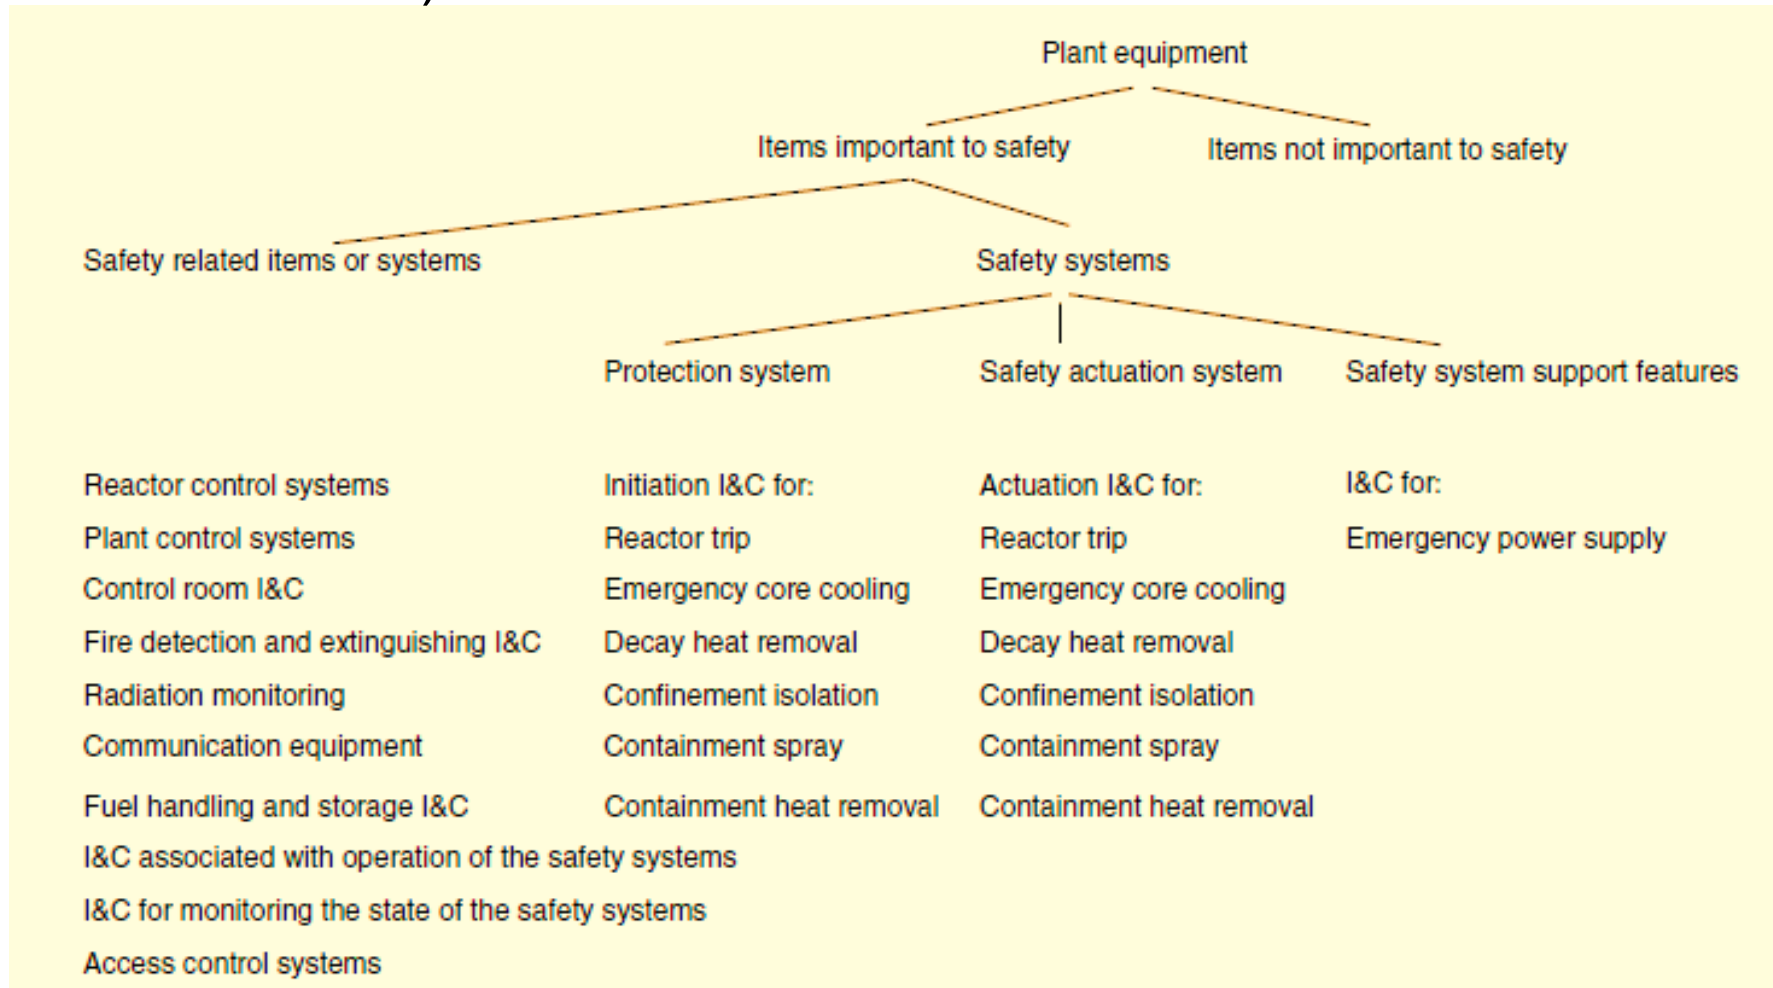 Plant equipment
Items important to safety
Items not important to safety
Safety related items or systems
Safety systems
Protection system
Safety actuation system
Safety system support features
Reactor control systems
Plant control systems
Control room I&C
Fire detection and extinguishing I&C
Radiation monitoring
Communication equipment
Fuel handling and storage I&C
I&C associated with operation of the safety systems
I&C for monitoring the state of the safety systems
Access control systems
Initiation I&C for:
Reactor trip
Emergency core cooling
Decay heat removal
Confinement isolation
Containment spray
Containment heat removal
Actuation I&C for:
Reactor trip
Emergency core cooling
Decay heat removal
Confinement isolation
Containment spray
Containment heat removal
I&C for:
Emergency power supply